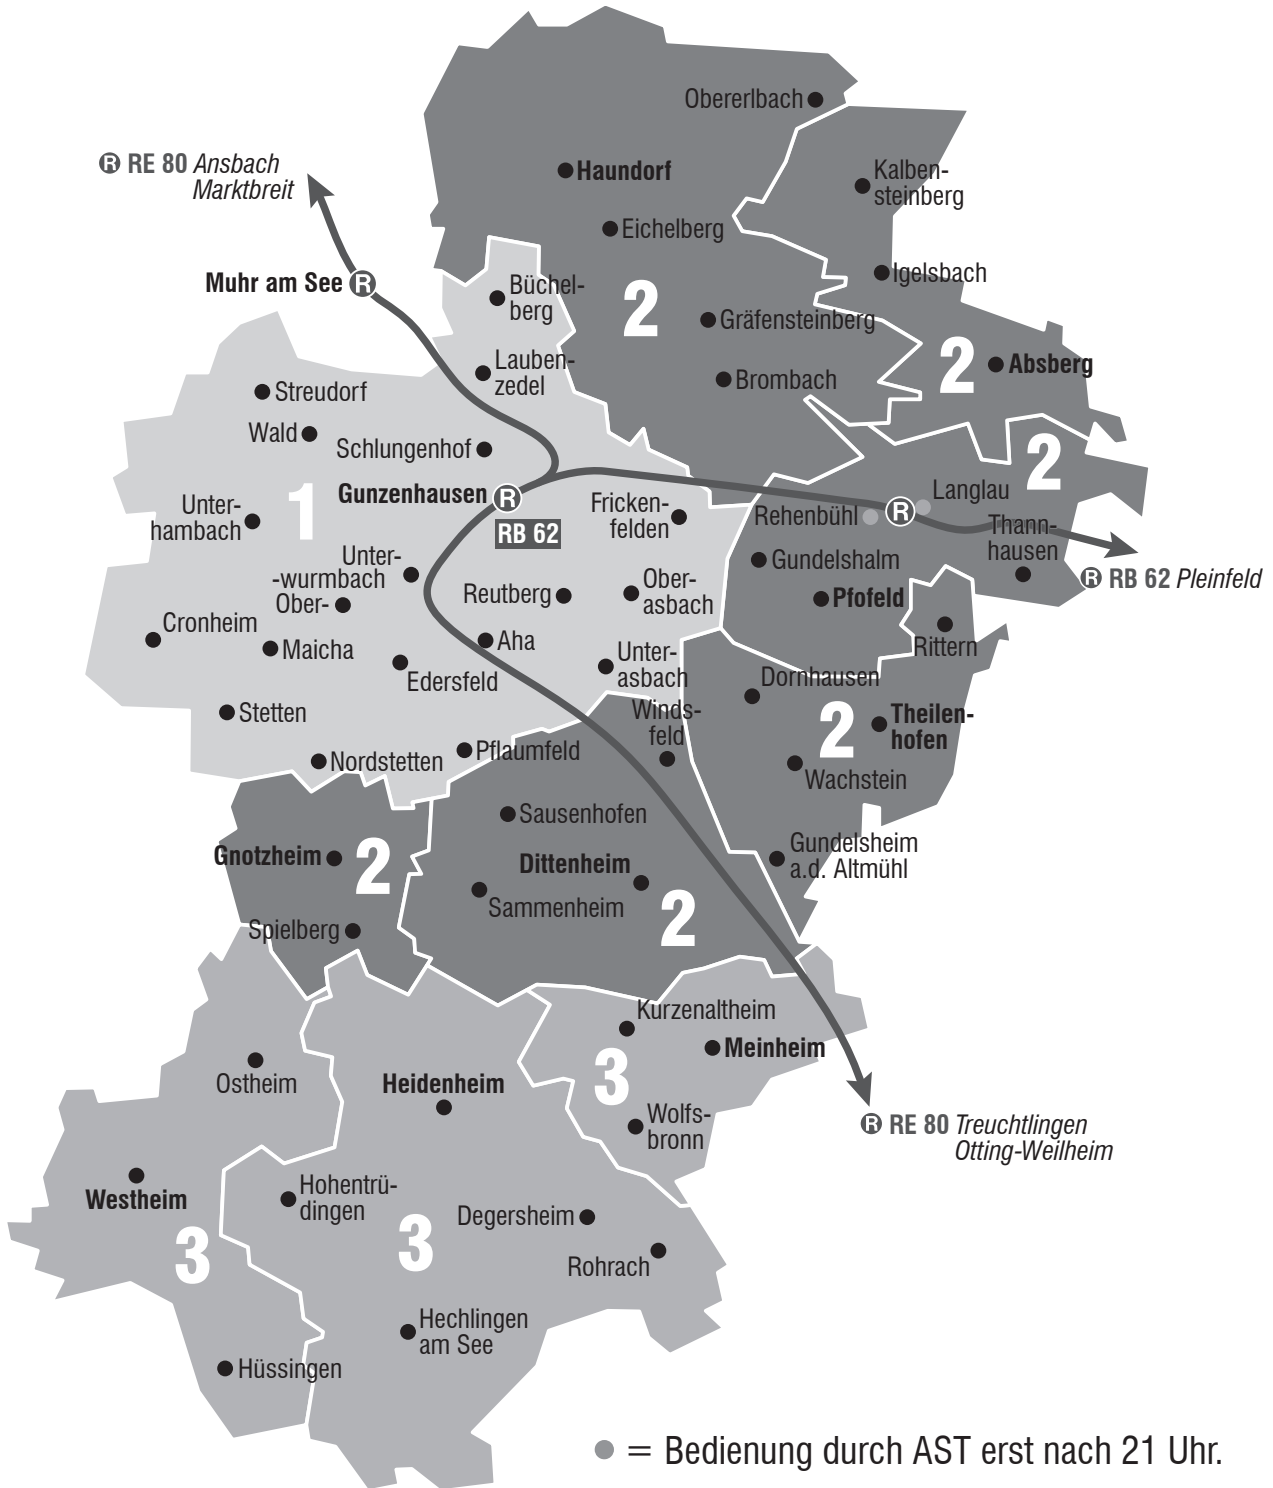 Obererlbach
R RE 80 Ansbach
Marktbreit
Haundorf
Kalben-
steinberg
Eichelberg
Igelsbach
Muhr am See R
Büchel-
berg
2
Gräfensteinberg
Lauben-
zedel
2
Absberg
Brombach
Streudorf
Wald
Schlungenhof
2
1
Gunzenhausen R
Langlau
Unter-
hambach
Fricken-
felden
Rehenbühl R
RB 62
Thann-
hausen
Unter-
-wurmbach
Ober-
Gundelshalm
R RB 62 Pleinfeld
Reutberg
Ober-
asbach
Pfofeld
Cronheim
Maicha
Aha
Rittern
Edersfeld
Unter-
asbach
Dornhausen
Stetten
Winds-
feld
2
Theilen-
hofen
Nordstetten
Pflaumfeld
Wachstein
Sausenhofen
Gnotzheim
2
Dittenheim
Gundelsheim
a.d. Altmühl
Sammenheim
2
Spielberg
Kurzenaltheim
Meinheim
Ostheim
Heidenheim
3
Wolfs-
bronn
R RE 80 Treuchtlingen
Otting-Weilheim
Westheim
Hohentrü-
dingen
3
3
Degersheim
Rohrach
Hechlingen
am See
Hüssingen
= Bedienung durch AST erst nach 21 Uhr.